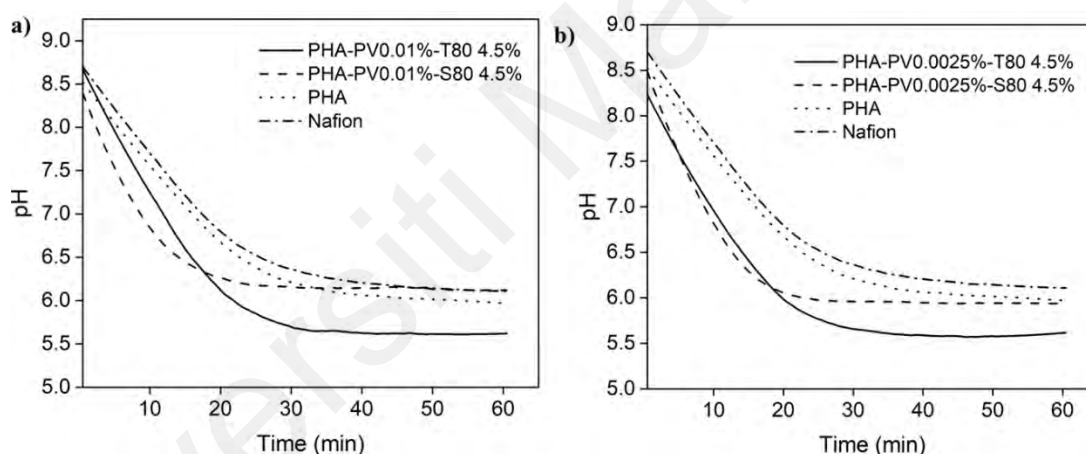 a)
PHA-PV0.01%-T80 4.5%
PHA-PV0.01%-S80 4.5%
PHA
Nafion
9.0
8.5
8.0
7.5
7.0
6.5
6.0
5.5
5.0
pH
10 20 30 40 50 60
Time (min)
b)
PHA-PV0.0025%-T80 4.5%
PHA-PV0.0025%-S80 4.5%
PHA
Nafion
9.0
8.5
8.0
7.5
7.0
6.5
6.0
5.5
5.0
pH
10 20 30 40 50 60
Time (min)